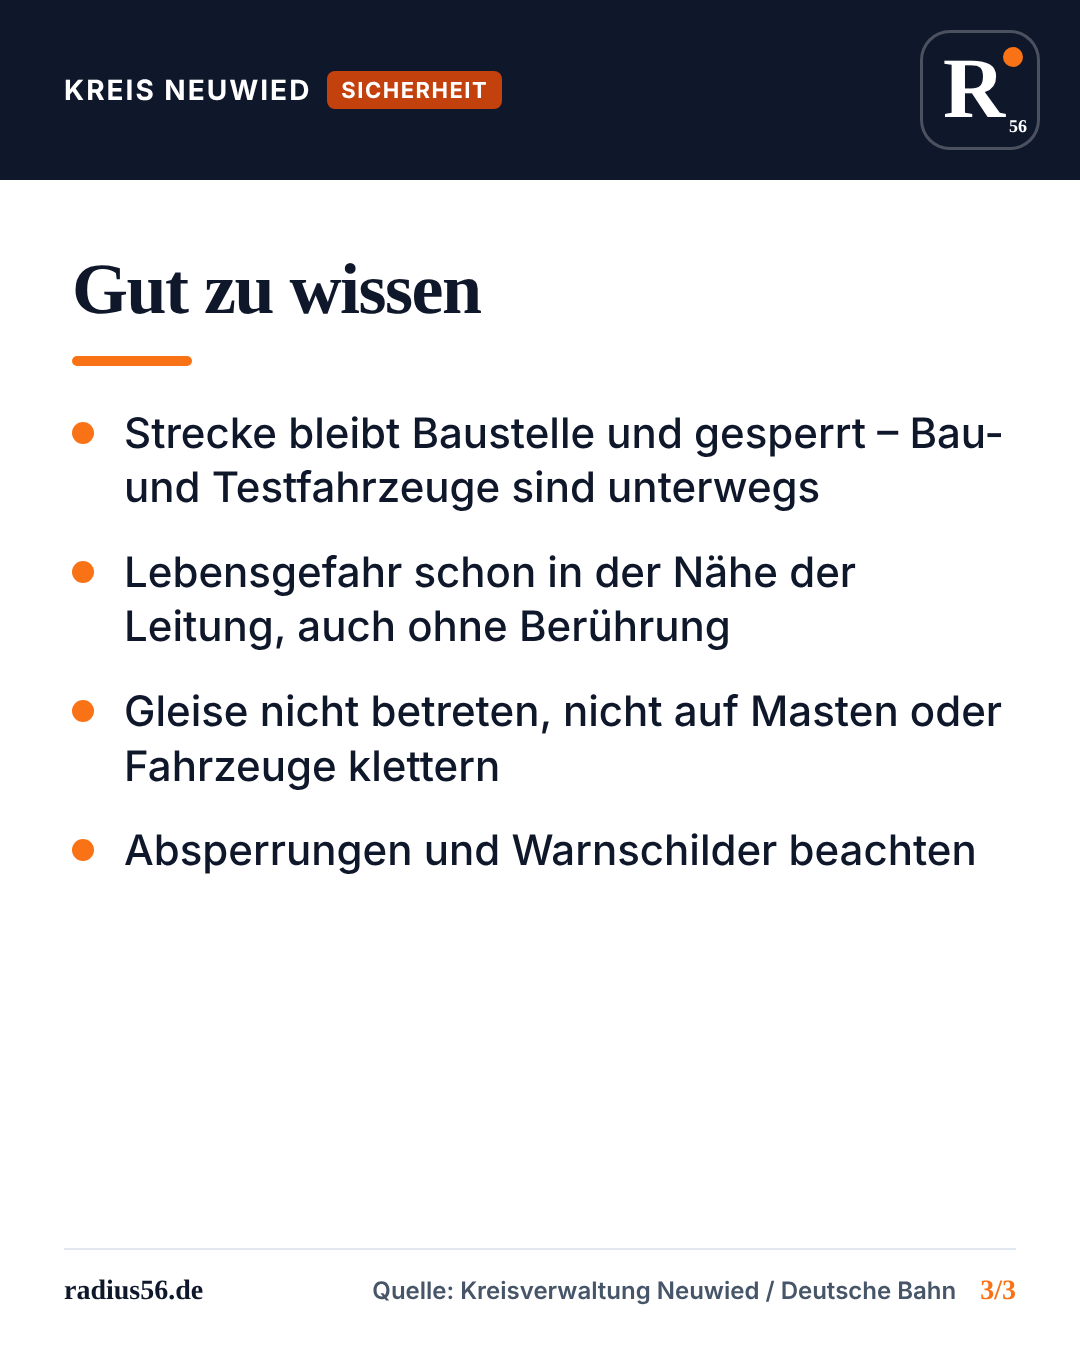 KREIS NEUWIED SICHERHEIT
R
56
Gut zu wissen
Strecke bleibt Baustelle und gesperrt – Bau-
und Testfahrzeuge sind unterwegs
Lebensgefahr schon in der Nähe der
Leitung, auch ohne Berührung
Gleise nicht betreten, nicht auf Masten oder
Fahrzeuge klettern
Absperrungen und Warnschilder beachten
radius56.de Quelle: Kreisverwaltung Neuwied / Deutsche Bahn 3/3